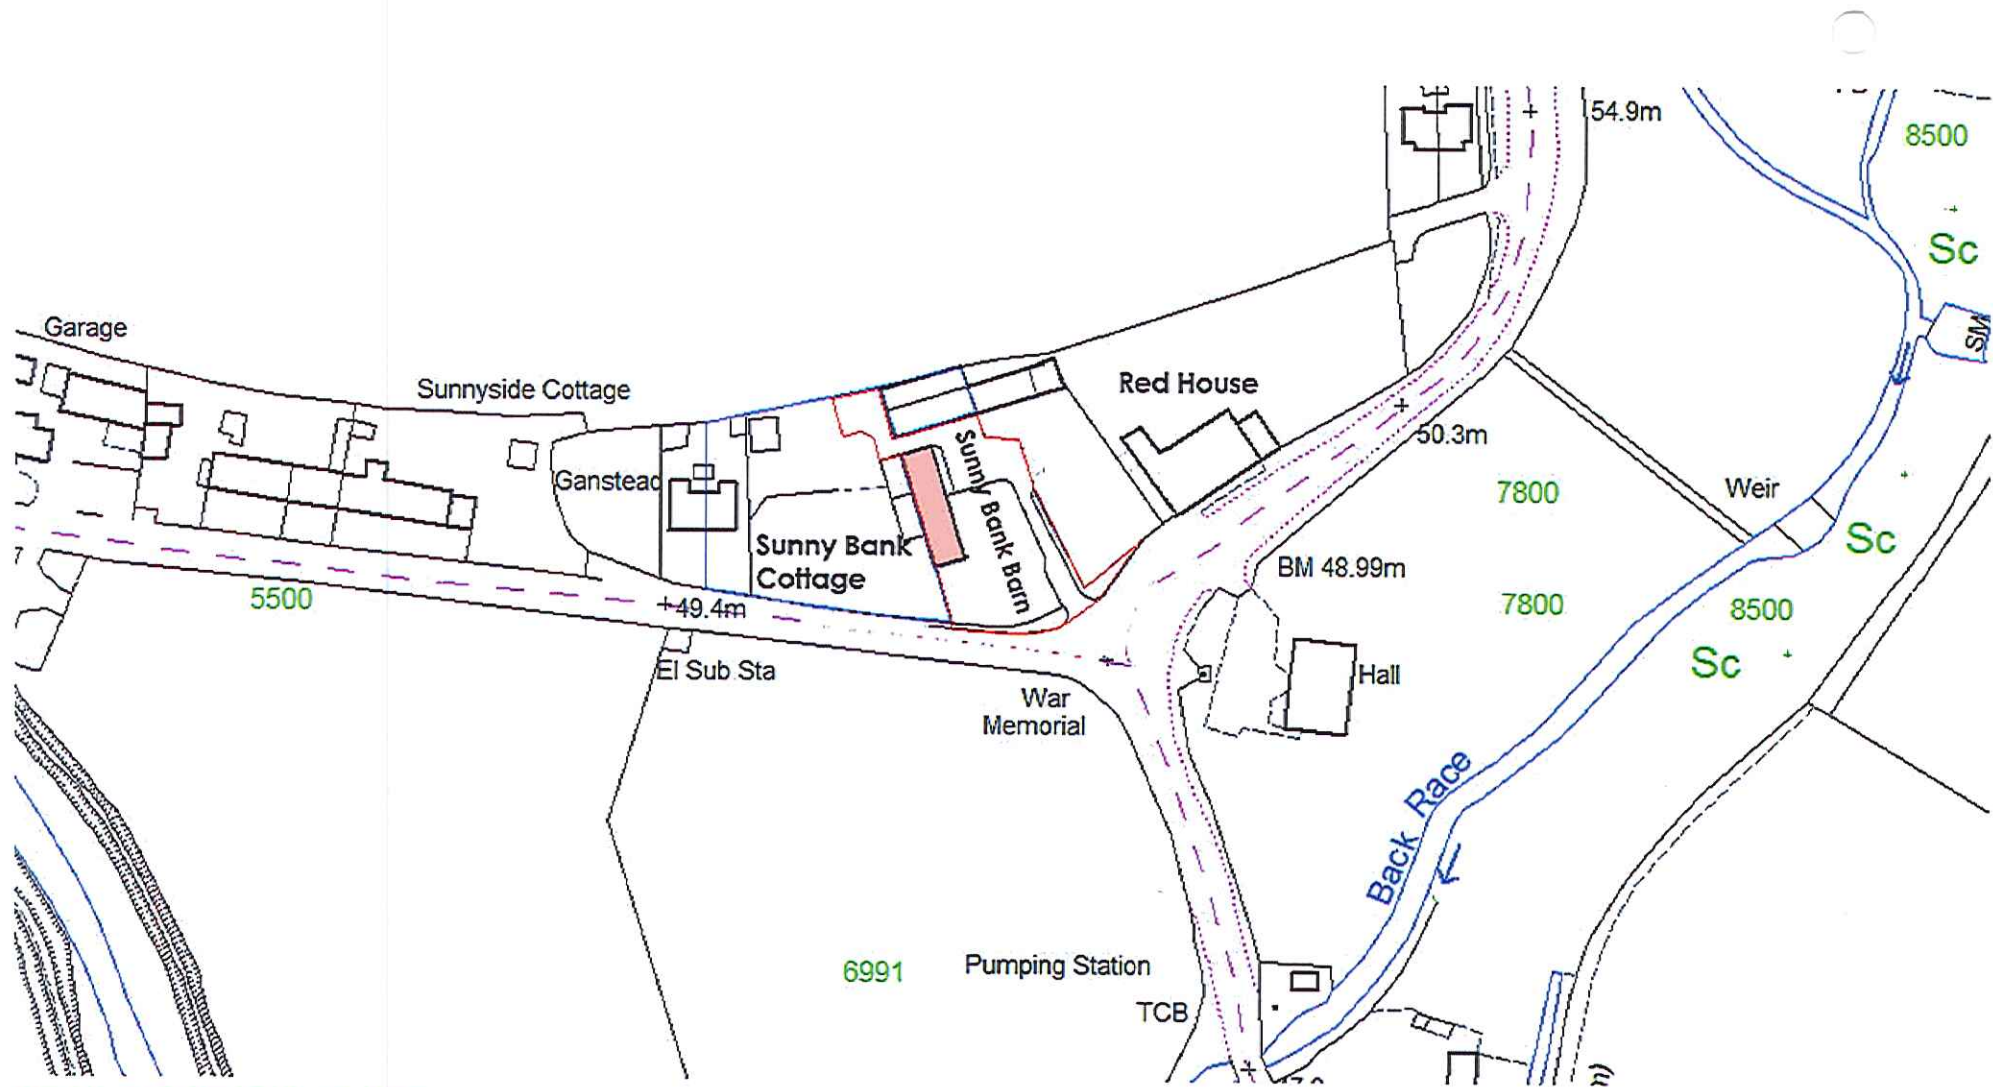 54.9m
8500
Sc
Garage
SM
Sunnyside Cottage
Red House
50.3m
Ganstead
Sunny Bank Barn
7800
Weir
Sc
Sunny Bank
Cottage
BM 48.99m
5500
49.4m
7800
8500
Sc
El Sub Sta
Hall
War
Memorial
Back Race
6991
Pumping Station
TCB